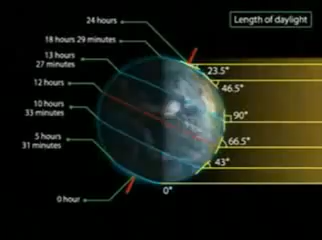 24 hours
Length of daylight
18 hours 29 minutes
13 hours
27 minutes
12 hours
10 hours
33 minutes
5 hours
31 minutes
0 hour
23.5°
46.5°
90°
66.5°
43°
0°